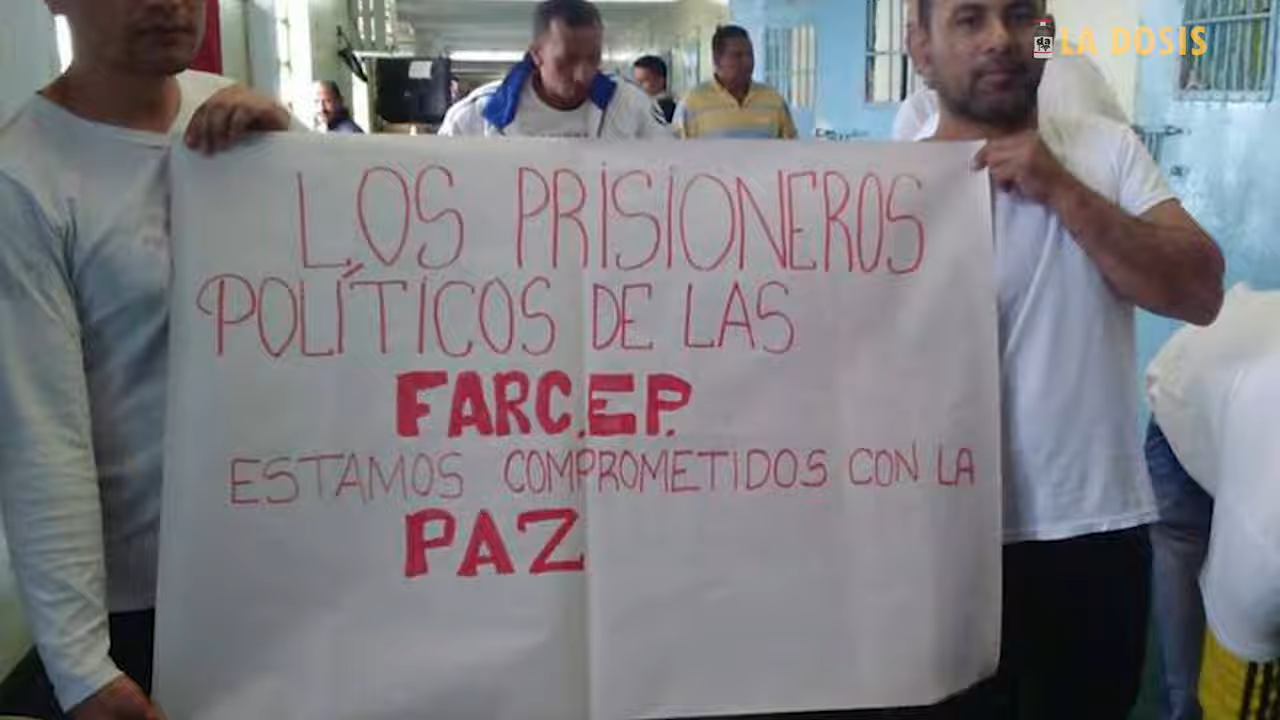 LA DOSIS
LOS PRISIONEROS
POLÍTICOS DE LAS
FARC.EP.
ESTAMOS COMPROMETIDOS CON LA
PAZ